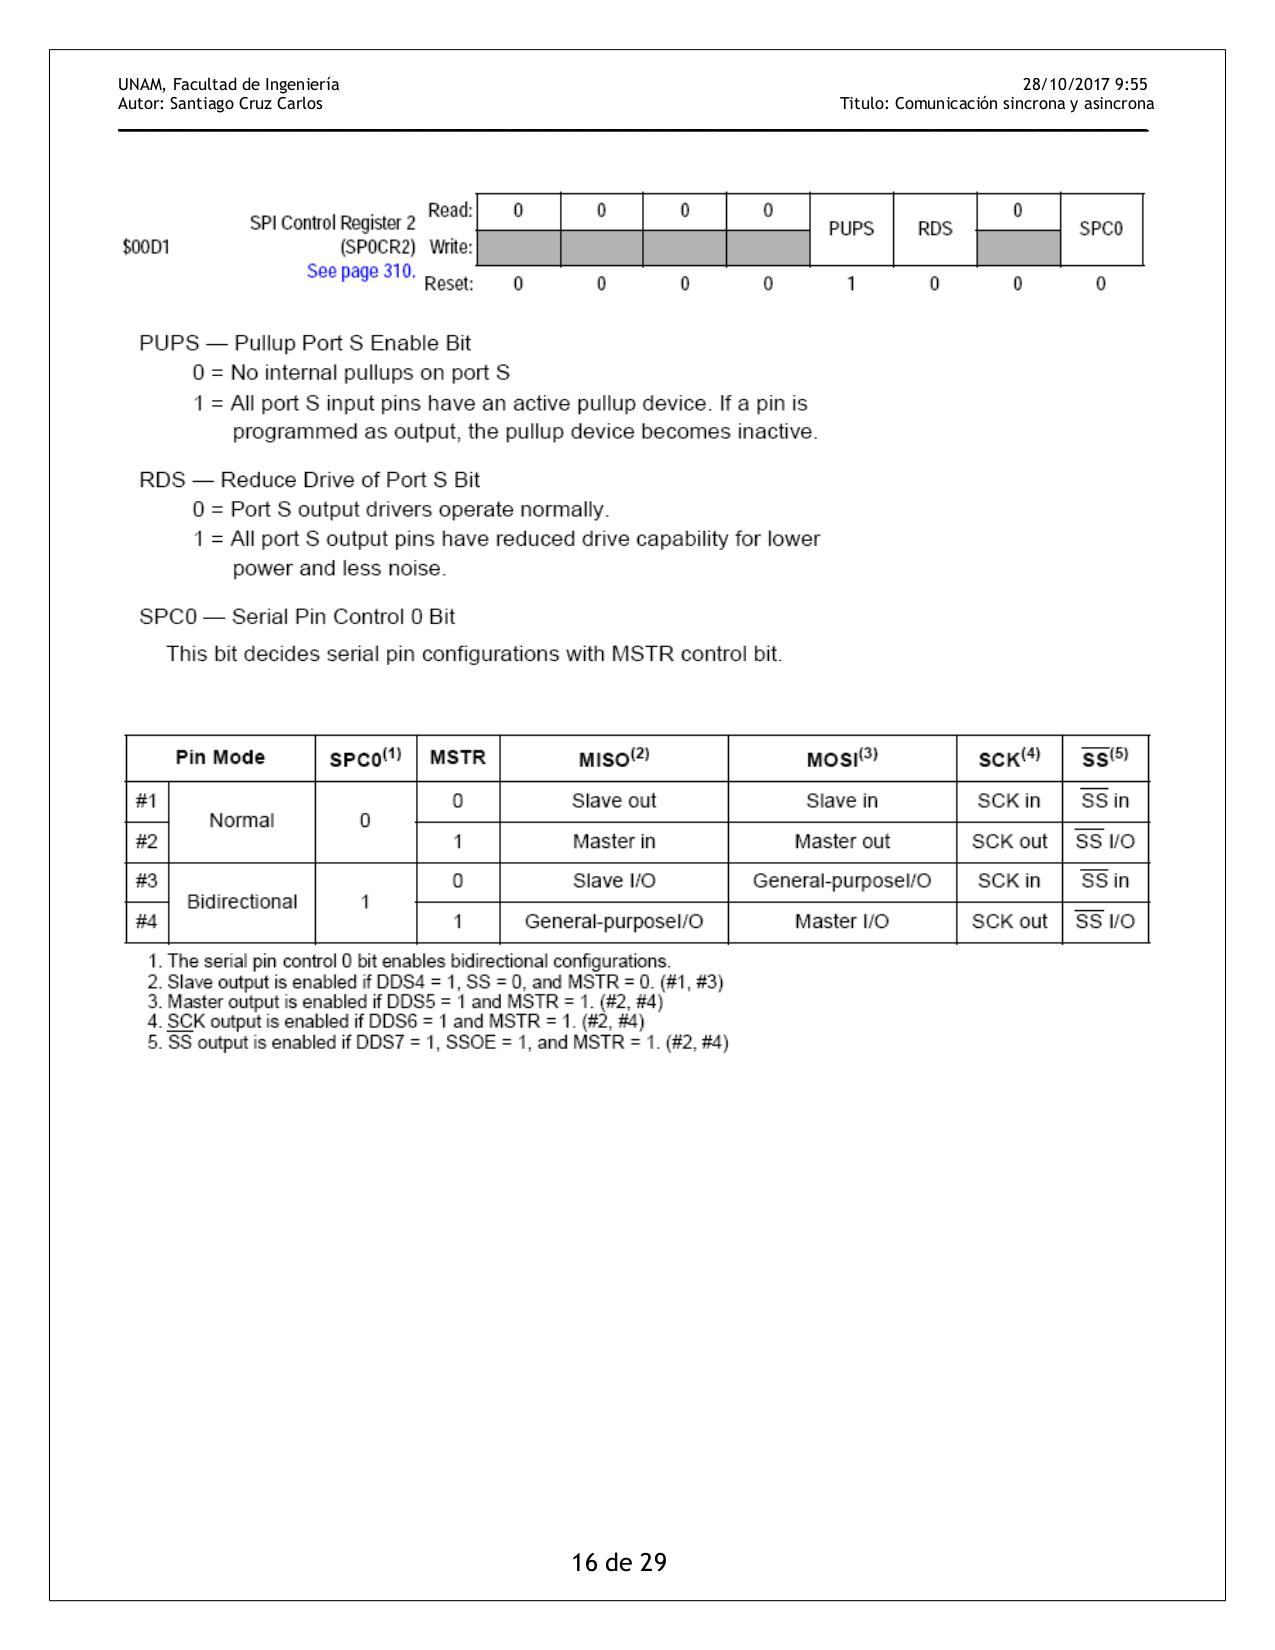 UNAM, Facultad de Ingeniería 28/10/2017 9:55
Autor: Santiago Cruz Carlos Titulo: Comunicación sincrona y asincrona
$00D1 SPI Control Register 2 (SP0CR2) See page 310.
Read: 0 0 0 0 PUPS RDS 0 SPC0
Write:
Reset: 0 0 0 0 1 0 0 0
PUPS — Pullup Port S Enable Bit
0 = No internal pullups on port S
1 = All port S input pins have an active pullup device. If a pin is
programmed as output, the pullup device becomes inactive.
RDS — Reduce Drive of Port S Bit
0 = Port S output drivers operate normally.
1 = All port S output pins have reduced drive capability for lower
power and less noise.
SPC0 — Serial Pin Control 0 Bit
This bit decides serial pin configurations with MSTR control bit.
Pin Mode SPC0(1) MSTR MISO(2) MOSI(3) SCK(4) SS(5)
#1 Normal 0 0 Slave out Slave in SCK in SS in
#2 1 Master in Master out SCK out SS I/O
#3 Bidirectional 1 0 Slave I/O General-purposeI/O SCK in SS in
#4 1 General-purposeI/O Master I/O SCK out SS I/O
1. The serial pin control 0 bit enables bidirectional configurations.
2. Slave output is enabled if DDS4 = 1, SS = 0, and MSTR = 0. (#1, #3)
3. Master output is enabled if DDS5 = 1 and MSTR = 1. (#2, #4)
4. SCK output is enabled if DDS6 = 1 and MSTR = 1. (#2, #4)
5. SS output is enabled if DDS7 = 1, SSOE = 1, and MSTR = 1. (#2, #4)
16 de 29